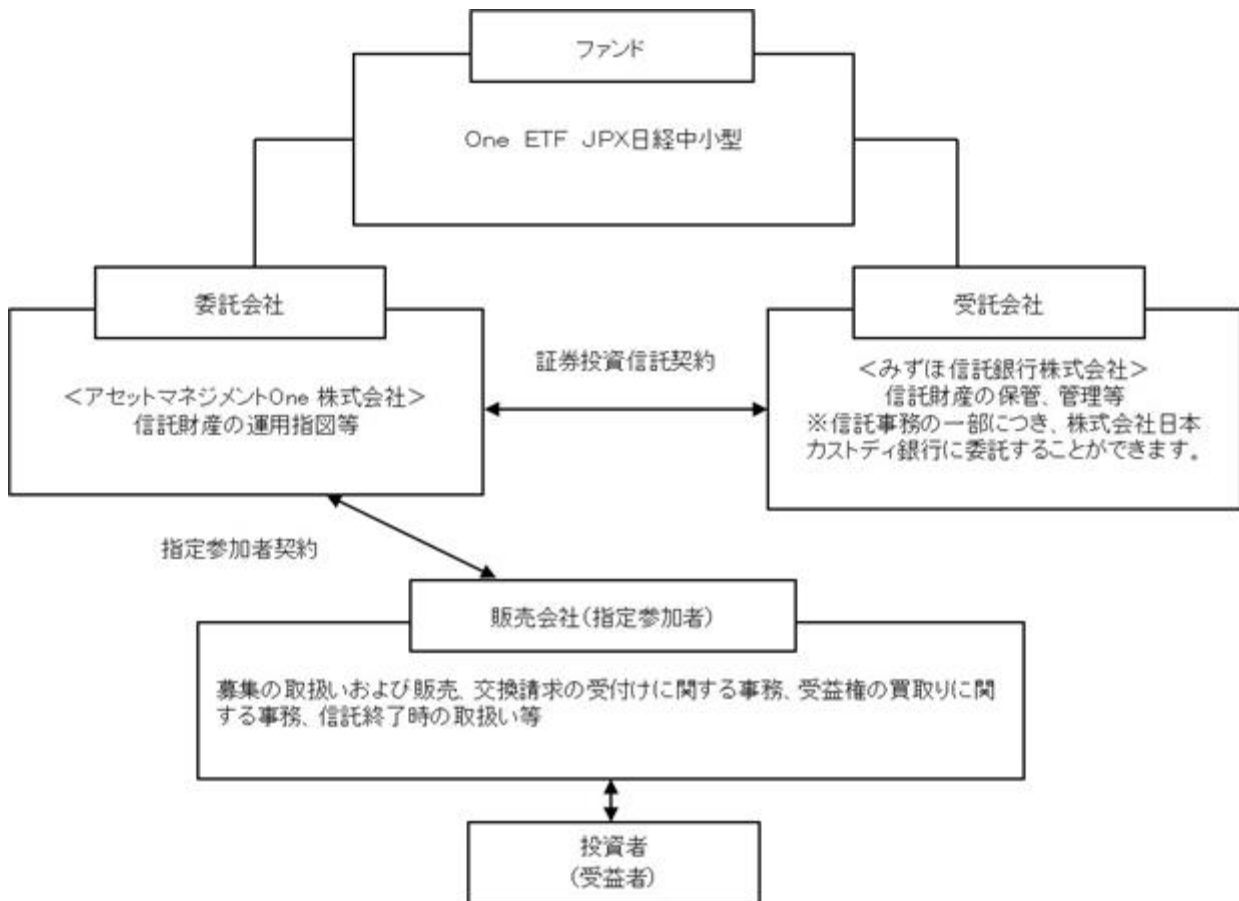 ファンド
One ETF JPX日経中小型
委託会社
受託会社
<アセットマネジメントOne 株式会社>
信託財産の運用指図等
証券投資信託契約
<みずほ信託銀行株式会社>
信託財産の保管、管理等
※信託事務の一部につき、株式会社日本
カストディ銀行に委託することができます。
指定参加者契約
販売会社(指定参加者)
募集の取扱いおよび販売、交換請求の受付けに関する事務、受益権の買取りに関
する事務、信託終了時の取扱い等
投資者
(受益者)